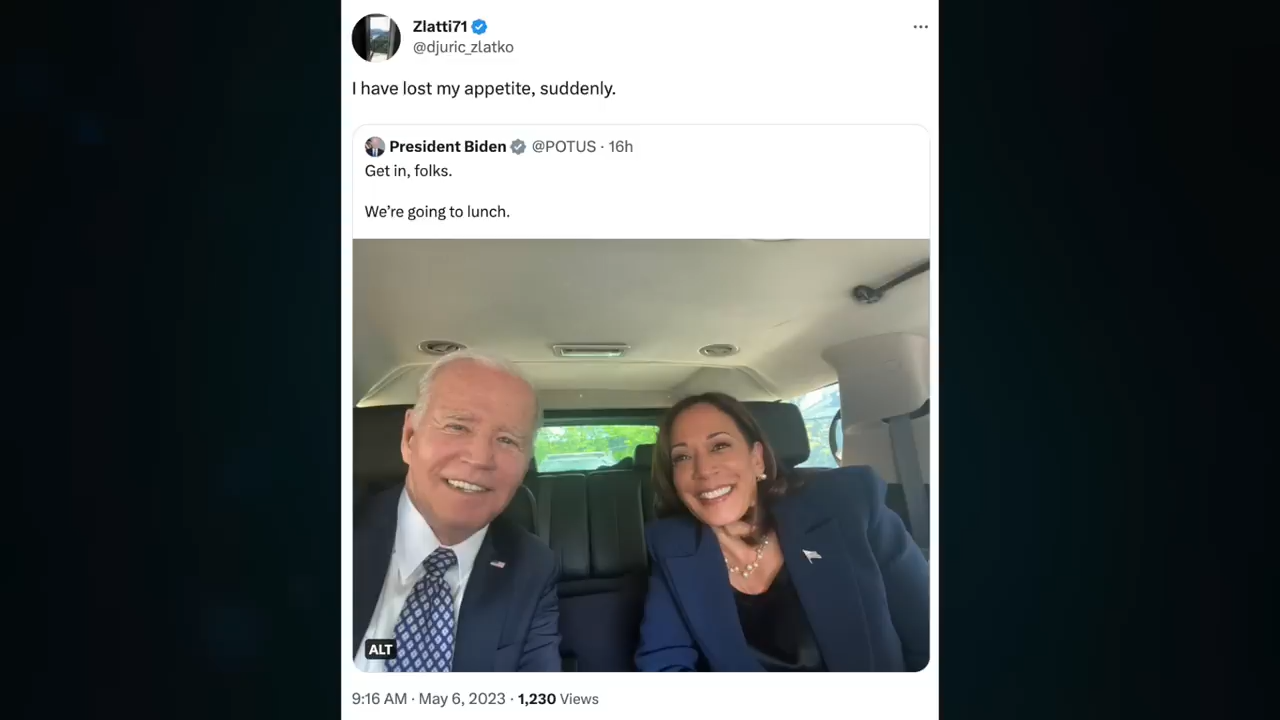 Zlatti71
@djuric_zlatko
I have lost my appetite, suddenly.
President Biden @POTUS · 16h
Get in, folks.
We're going to lunch.
ALT
9:16 AM · May 6, 2023 · 1,230 Views